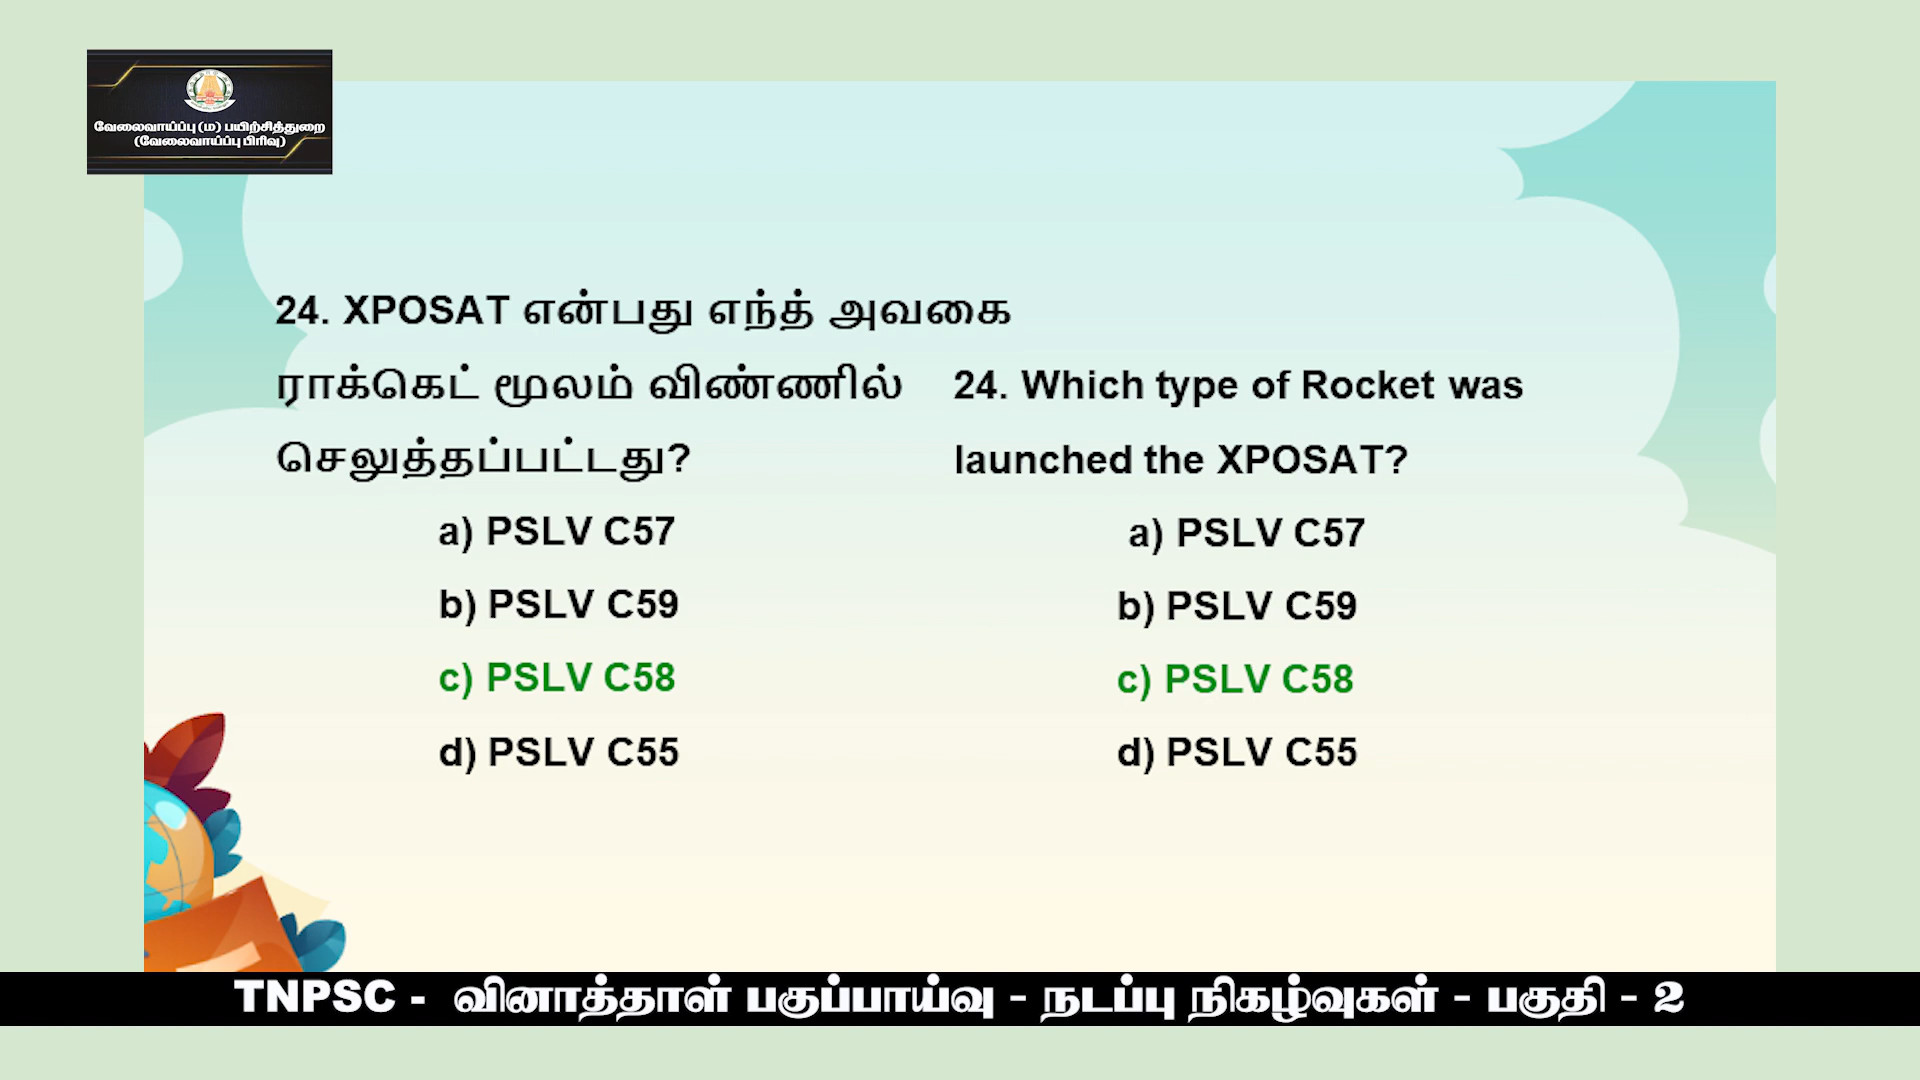 வேலைவாய்ப்பு (ம) பயிற்சித்துறை
(வேலைவாய்ப்பு பிரிவு)
24. XPOSAT என்பது எந்த் அவகை
ராக்கெட் மூலம் விண்ணில்
செலுத்தப்பட்டது?
a) PSLV C57
b) PSLV C59
c) PSLV C58
d) PSLV C55
24. Which type of Rocket was
launched the XPOSAT?
a) PSLV C57
b) PSLV C59
c) PSLV C58
d) PSLV C55
TNPSC - வினாத்தாள் பகுப்பாய்வு - நடப்பு நிகழ்வுகள் - பகுதி - 2